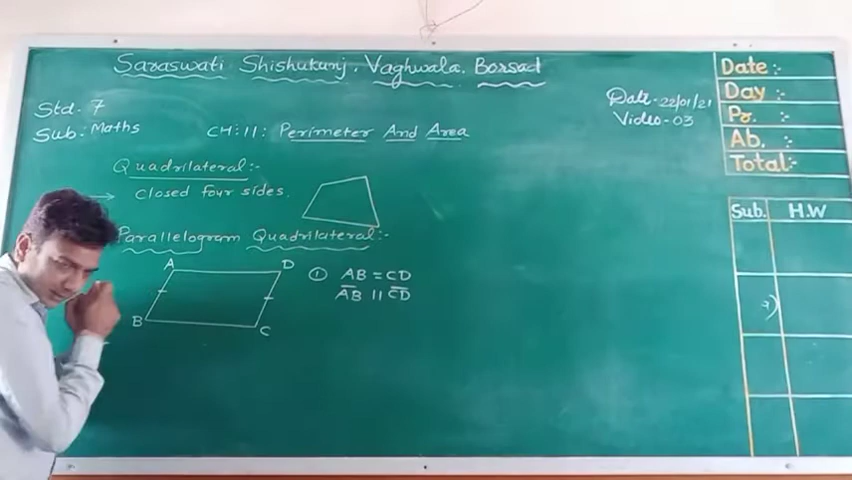 Saraswati Shishukunj, Vaghwala, Borsad
Std. 7
Sub: Maths
Date - 22/01/21
Video - 03
CH:11: Perimeter And Area
Quadrilateral:-
closed four sides.
Parallelogram Quadrilateral:-
A D
B C
① AB = CD
AB || CD
Date:-
Day :-
Pr. :-
Ab. :-
Total:-
Sub. H.W